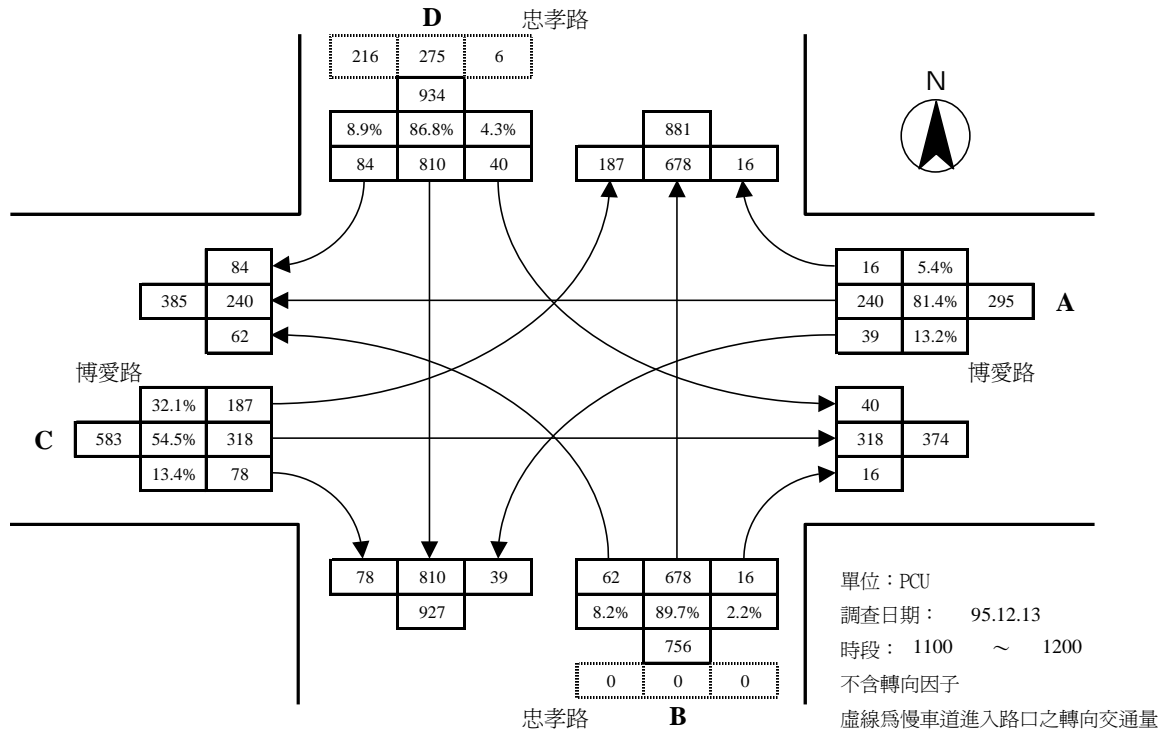 D 忠孝路
216 275 6
934
8.9% 86.8% 4.3%
84 810 40
881
187 678 16
N
84
385 240
62
16 5.4%
240 81.4% 295 A
39 13.2%
博愛路
博愛路
32.1% 187
C 583 54.5% 318
13.4% 78
40
318 374
16
78 810 39
927
62 678 16
8.2% 89.7% 2.2%
756
0 0 0
忠孝路 B
單位：PCU
調查日期： 95.12.13
時段： 1100 ～ 1200
不含轉向因子
虛線爲慢車道進入路口之轉向交通量